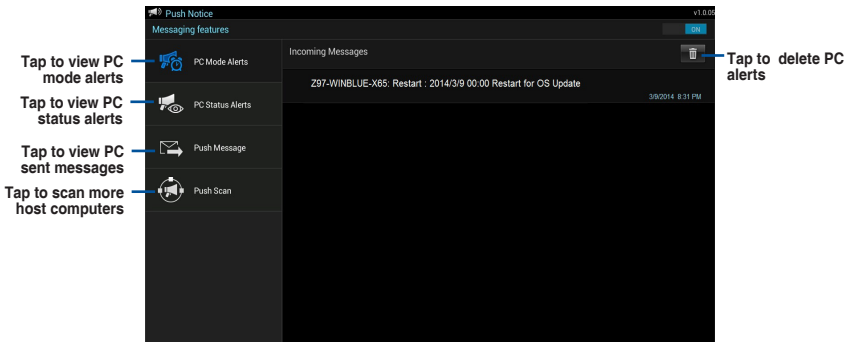 Push Notice
v1.0.05
Messaging features
ON
Tap to view PC
mode alerts
PC Mode Alerts
Incoming Messages
Tap to delete PC
alerts
Z97-WINBLUE-X65: Restart : 2014/3/9 00:00 Restart for OS Update
3/9/2014 8:31 PM
Tap to view PC
status alerts
PC Status Alerts
Tap to view PC
sent messages
Push Message
Tap to scan more
host computers
Push Scan